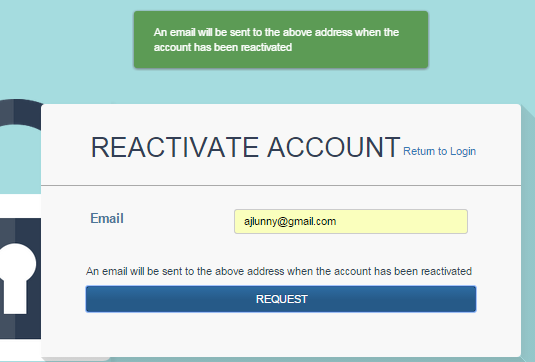 An email will be sent to the above address when the
account has been reactivated
REACTIVATE ACCOUNT Return to Login
Email ajlunny@gmail.com
An email will be sent to the above address when the account has been reactivated
REQUEST